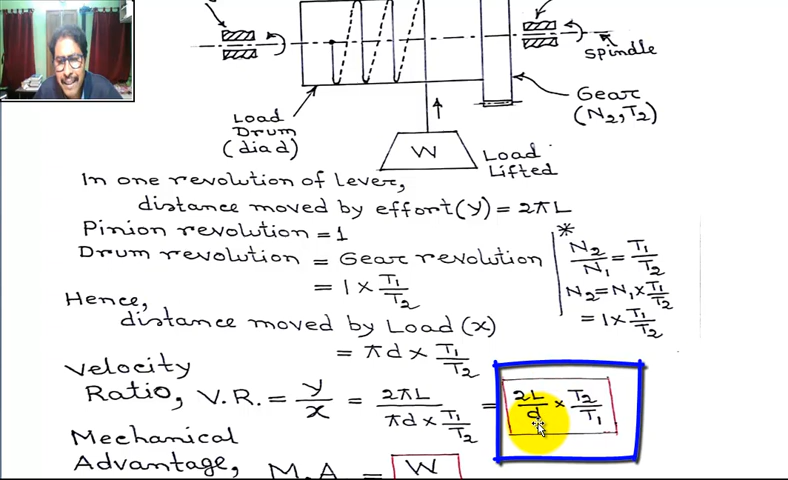 spindle
Gear
(N2, T2)
Load
Drum
(dia d)
W
Load
Lifted
In one revolution of lever,
distance moved by effort (y) = 2πL
Pinion revolution = 1
Drum revolution = Gear revolution
= 1 × T1/T2
* N2/N1 = T1/T2
N2 = N1 × T1/T2
= 1 × T1/T2
Hence,
distance moved by Load (x)
= πd × T1/T2
Velocity
Ratio, V.R. = y/x = 2πL/(πd × T1/T2) = 2L/d × T2/T1
Mechanical
Advantage, M.A = W